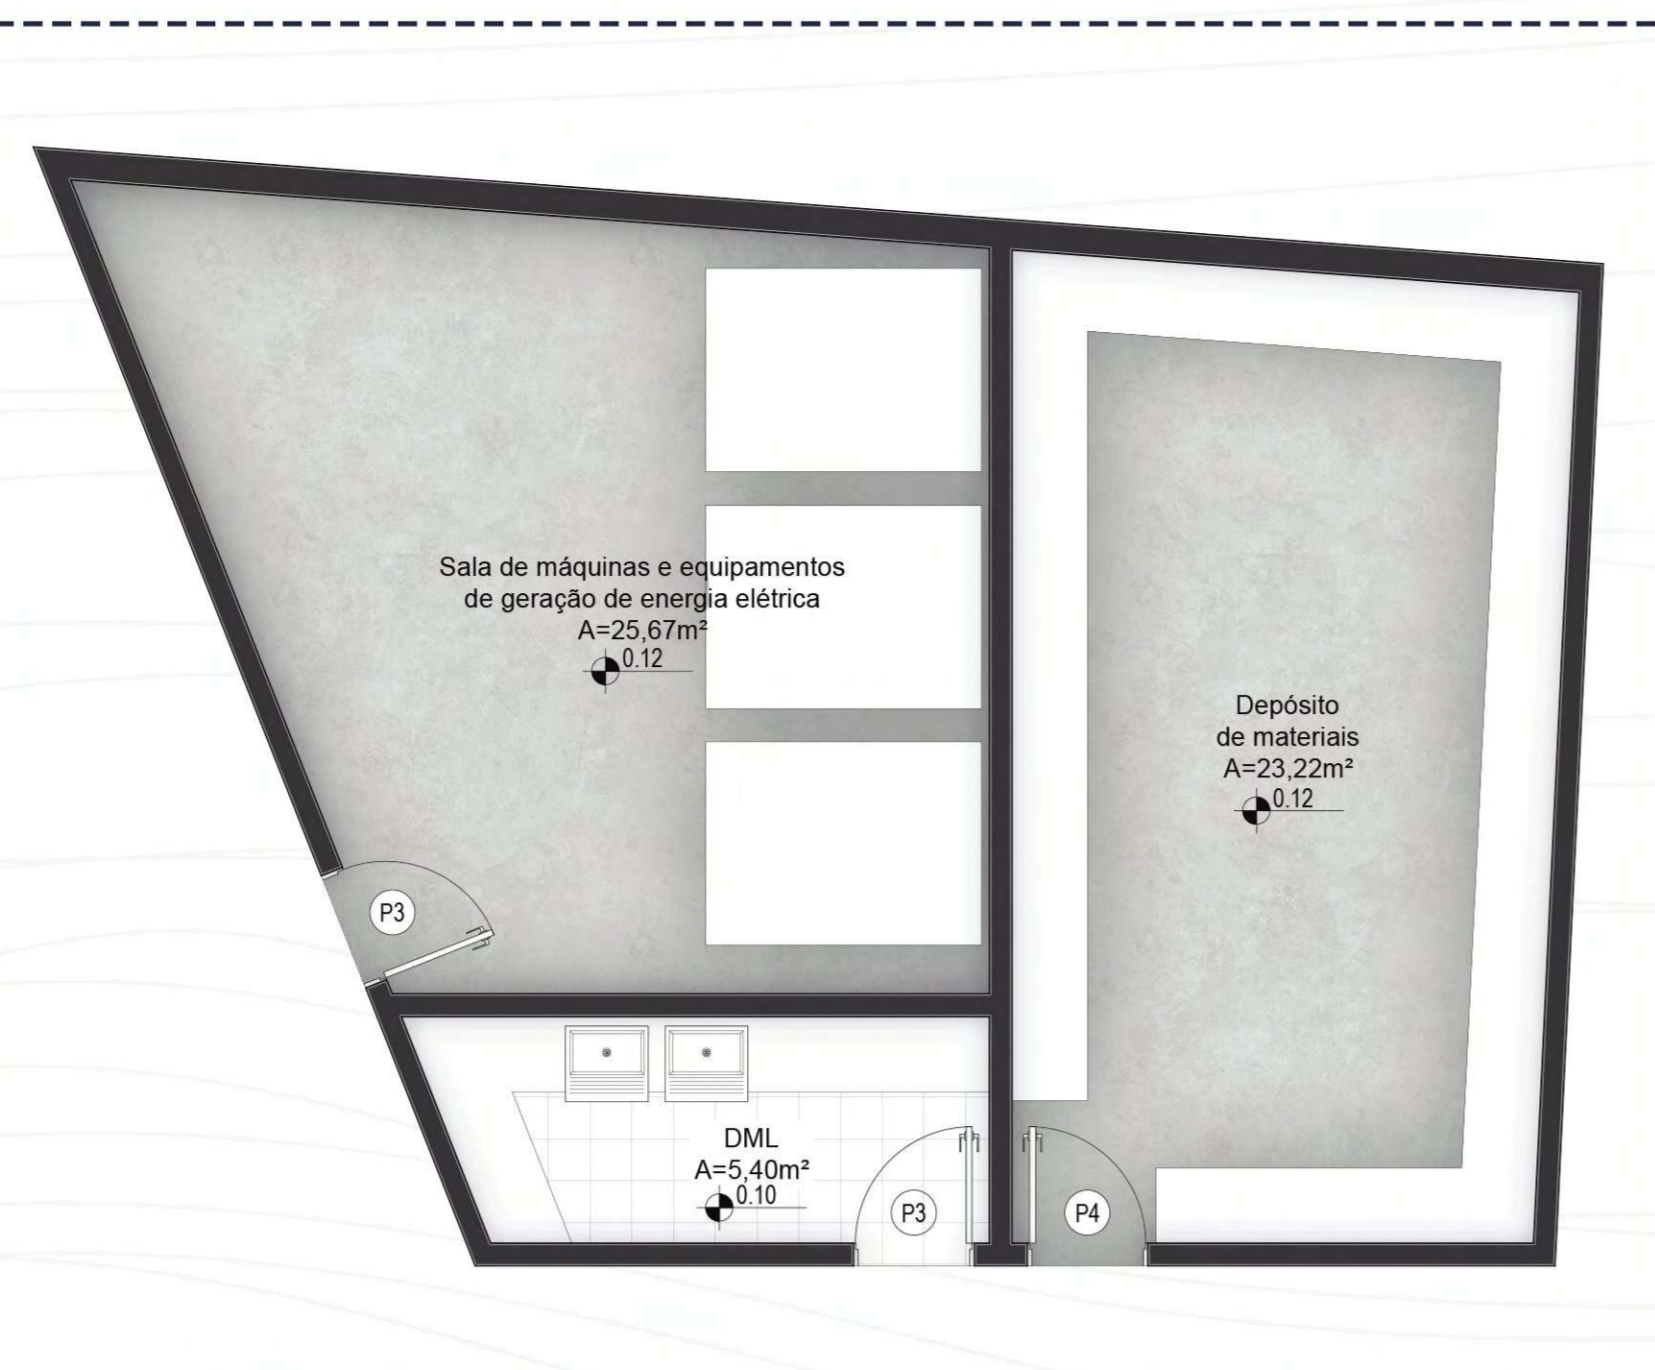 Sala de máquinas e equipamentos
de geração de energia elétrica
A=25,67m²
0.12
Depósito
de materiais
A=23,22m²
0.12
P3
DML
A=5,40m²
0.10
P3
P4